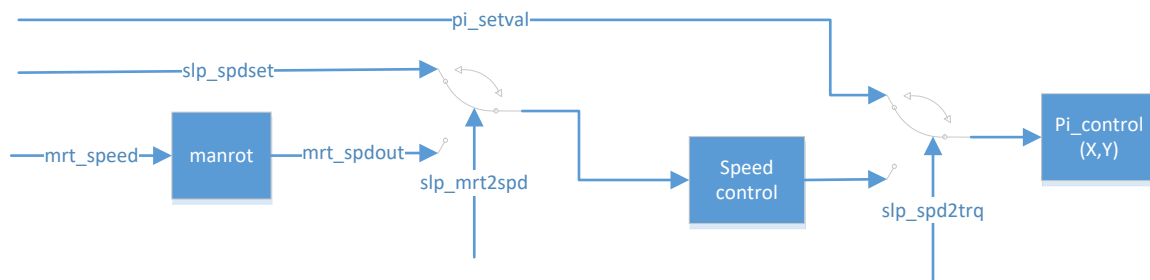 pi_setval
slp_spdset
mrt_speed
manrot
mrt_spdout
slp_mrt2spd
Speed
control
slp_spd2trq
Pi_control
(X,Y)